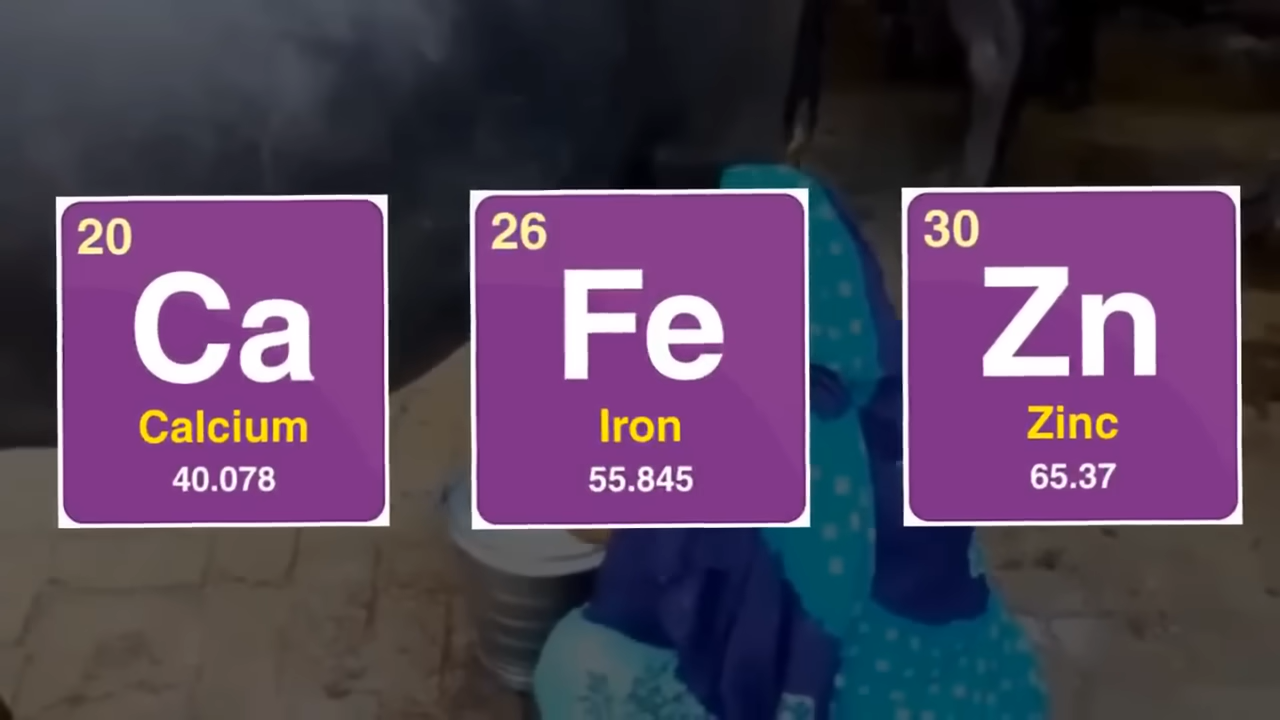 20
Ca
Calcium
40.078
26
Fe
Iron
55.845
30
Zn
Zinc
65.37